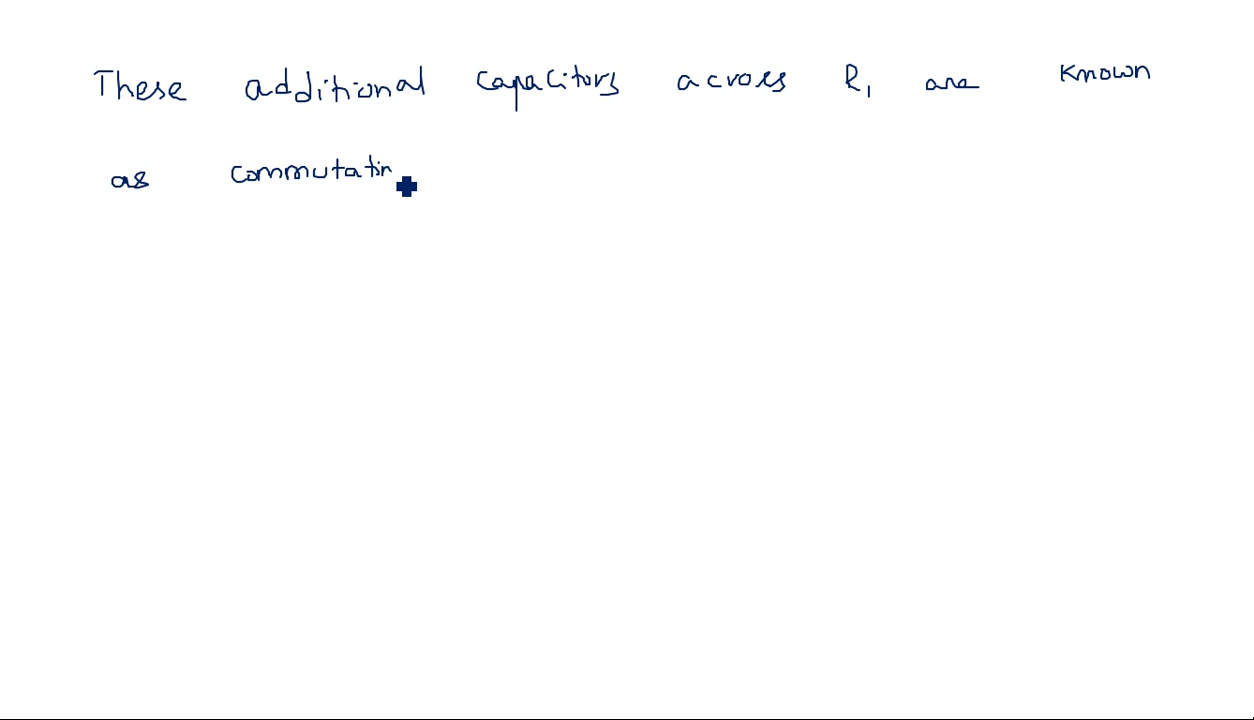 These additional capacitors across R₁ are known
as commutatin